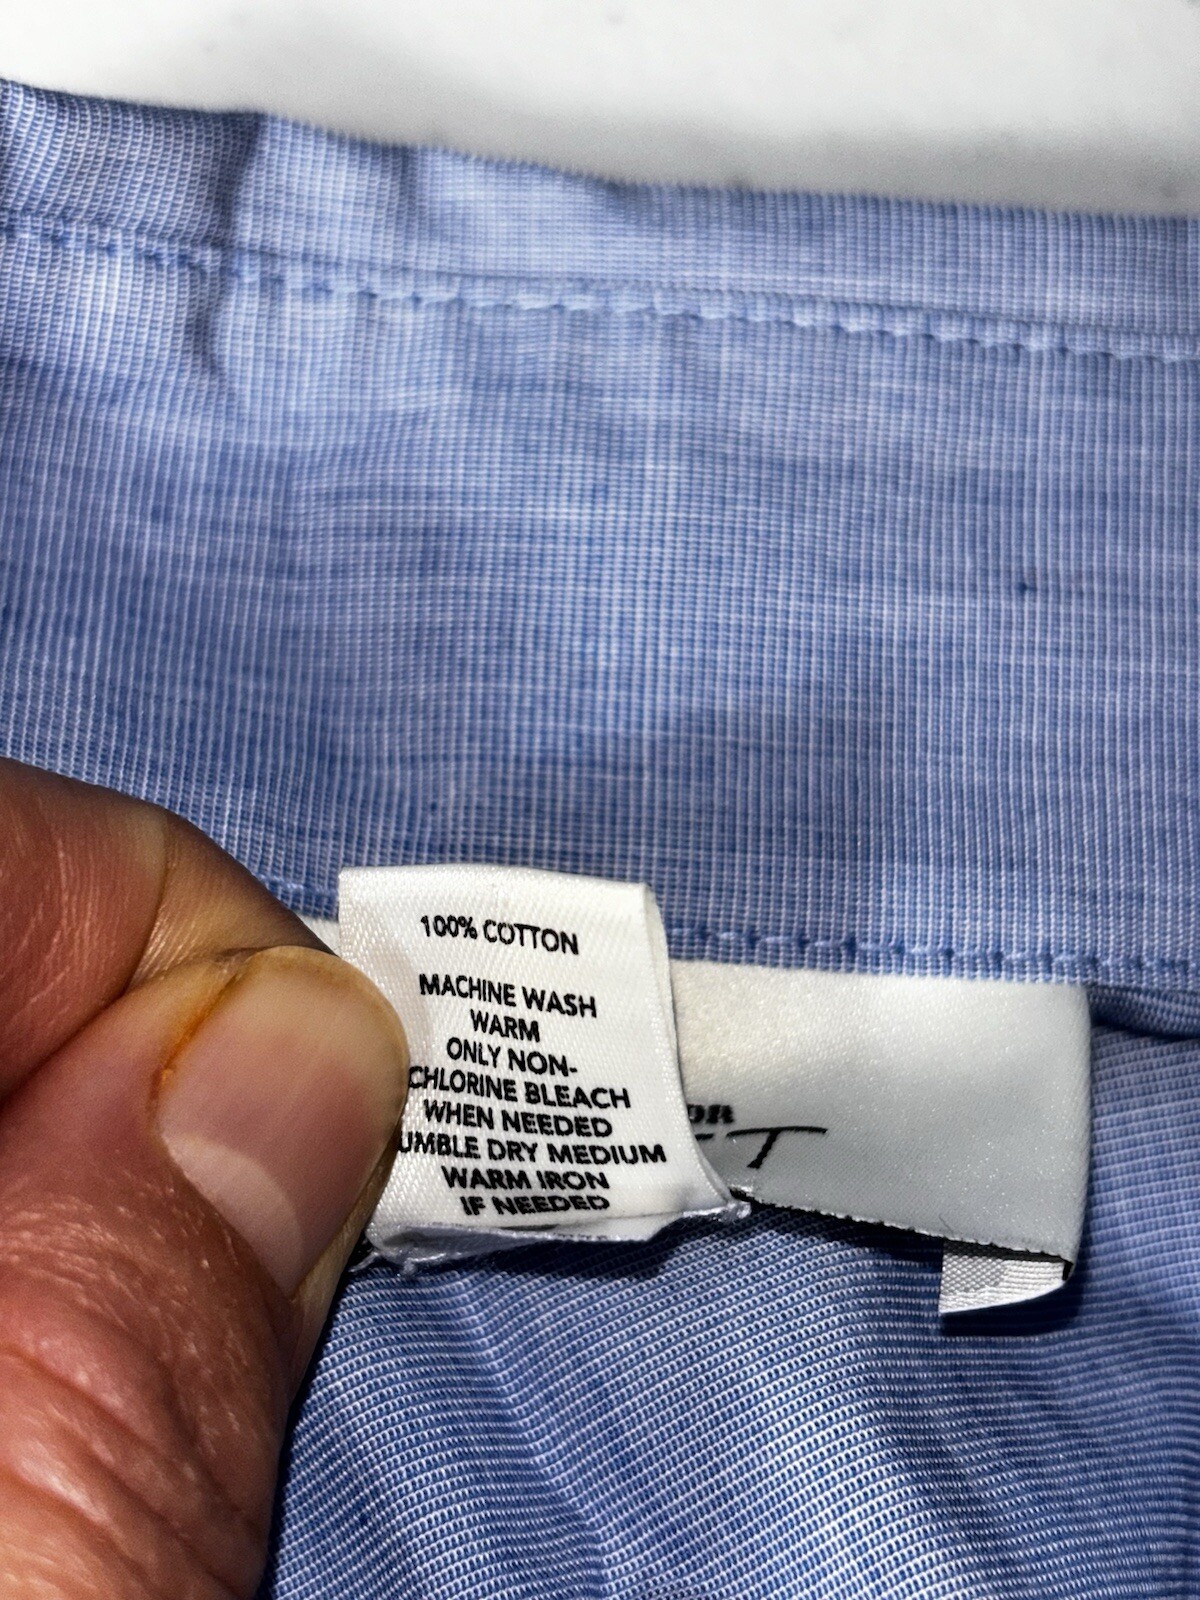 100% COTTON
MACHINE WASH
WARM
ONLY NON-
CHLORINE BLEACH
WHEN NEEDED
UMBLE DRY MEDIUM
WARM IRON
IF NEEDED